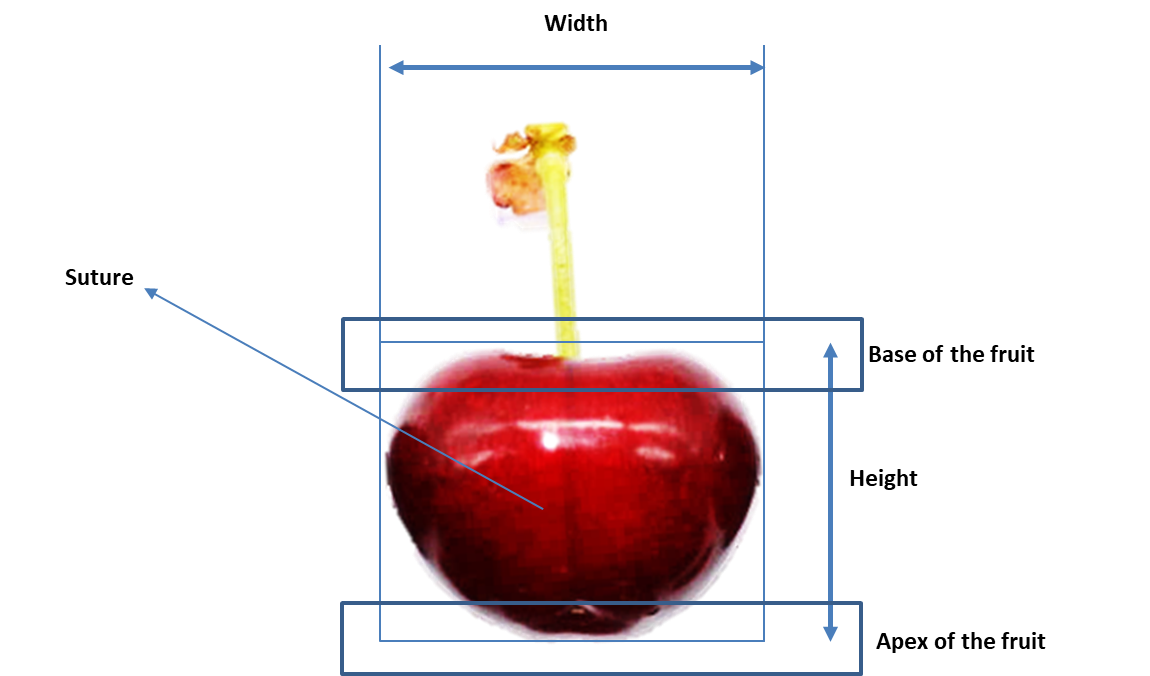 Width
Suture
Base of the fruit
Height
Apex of the fruit